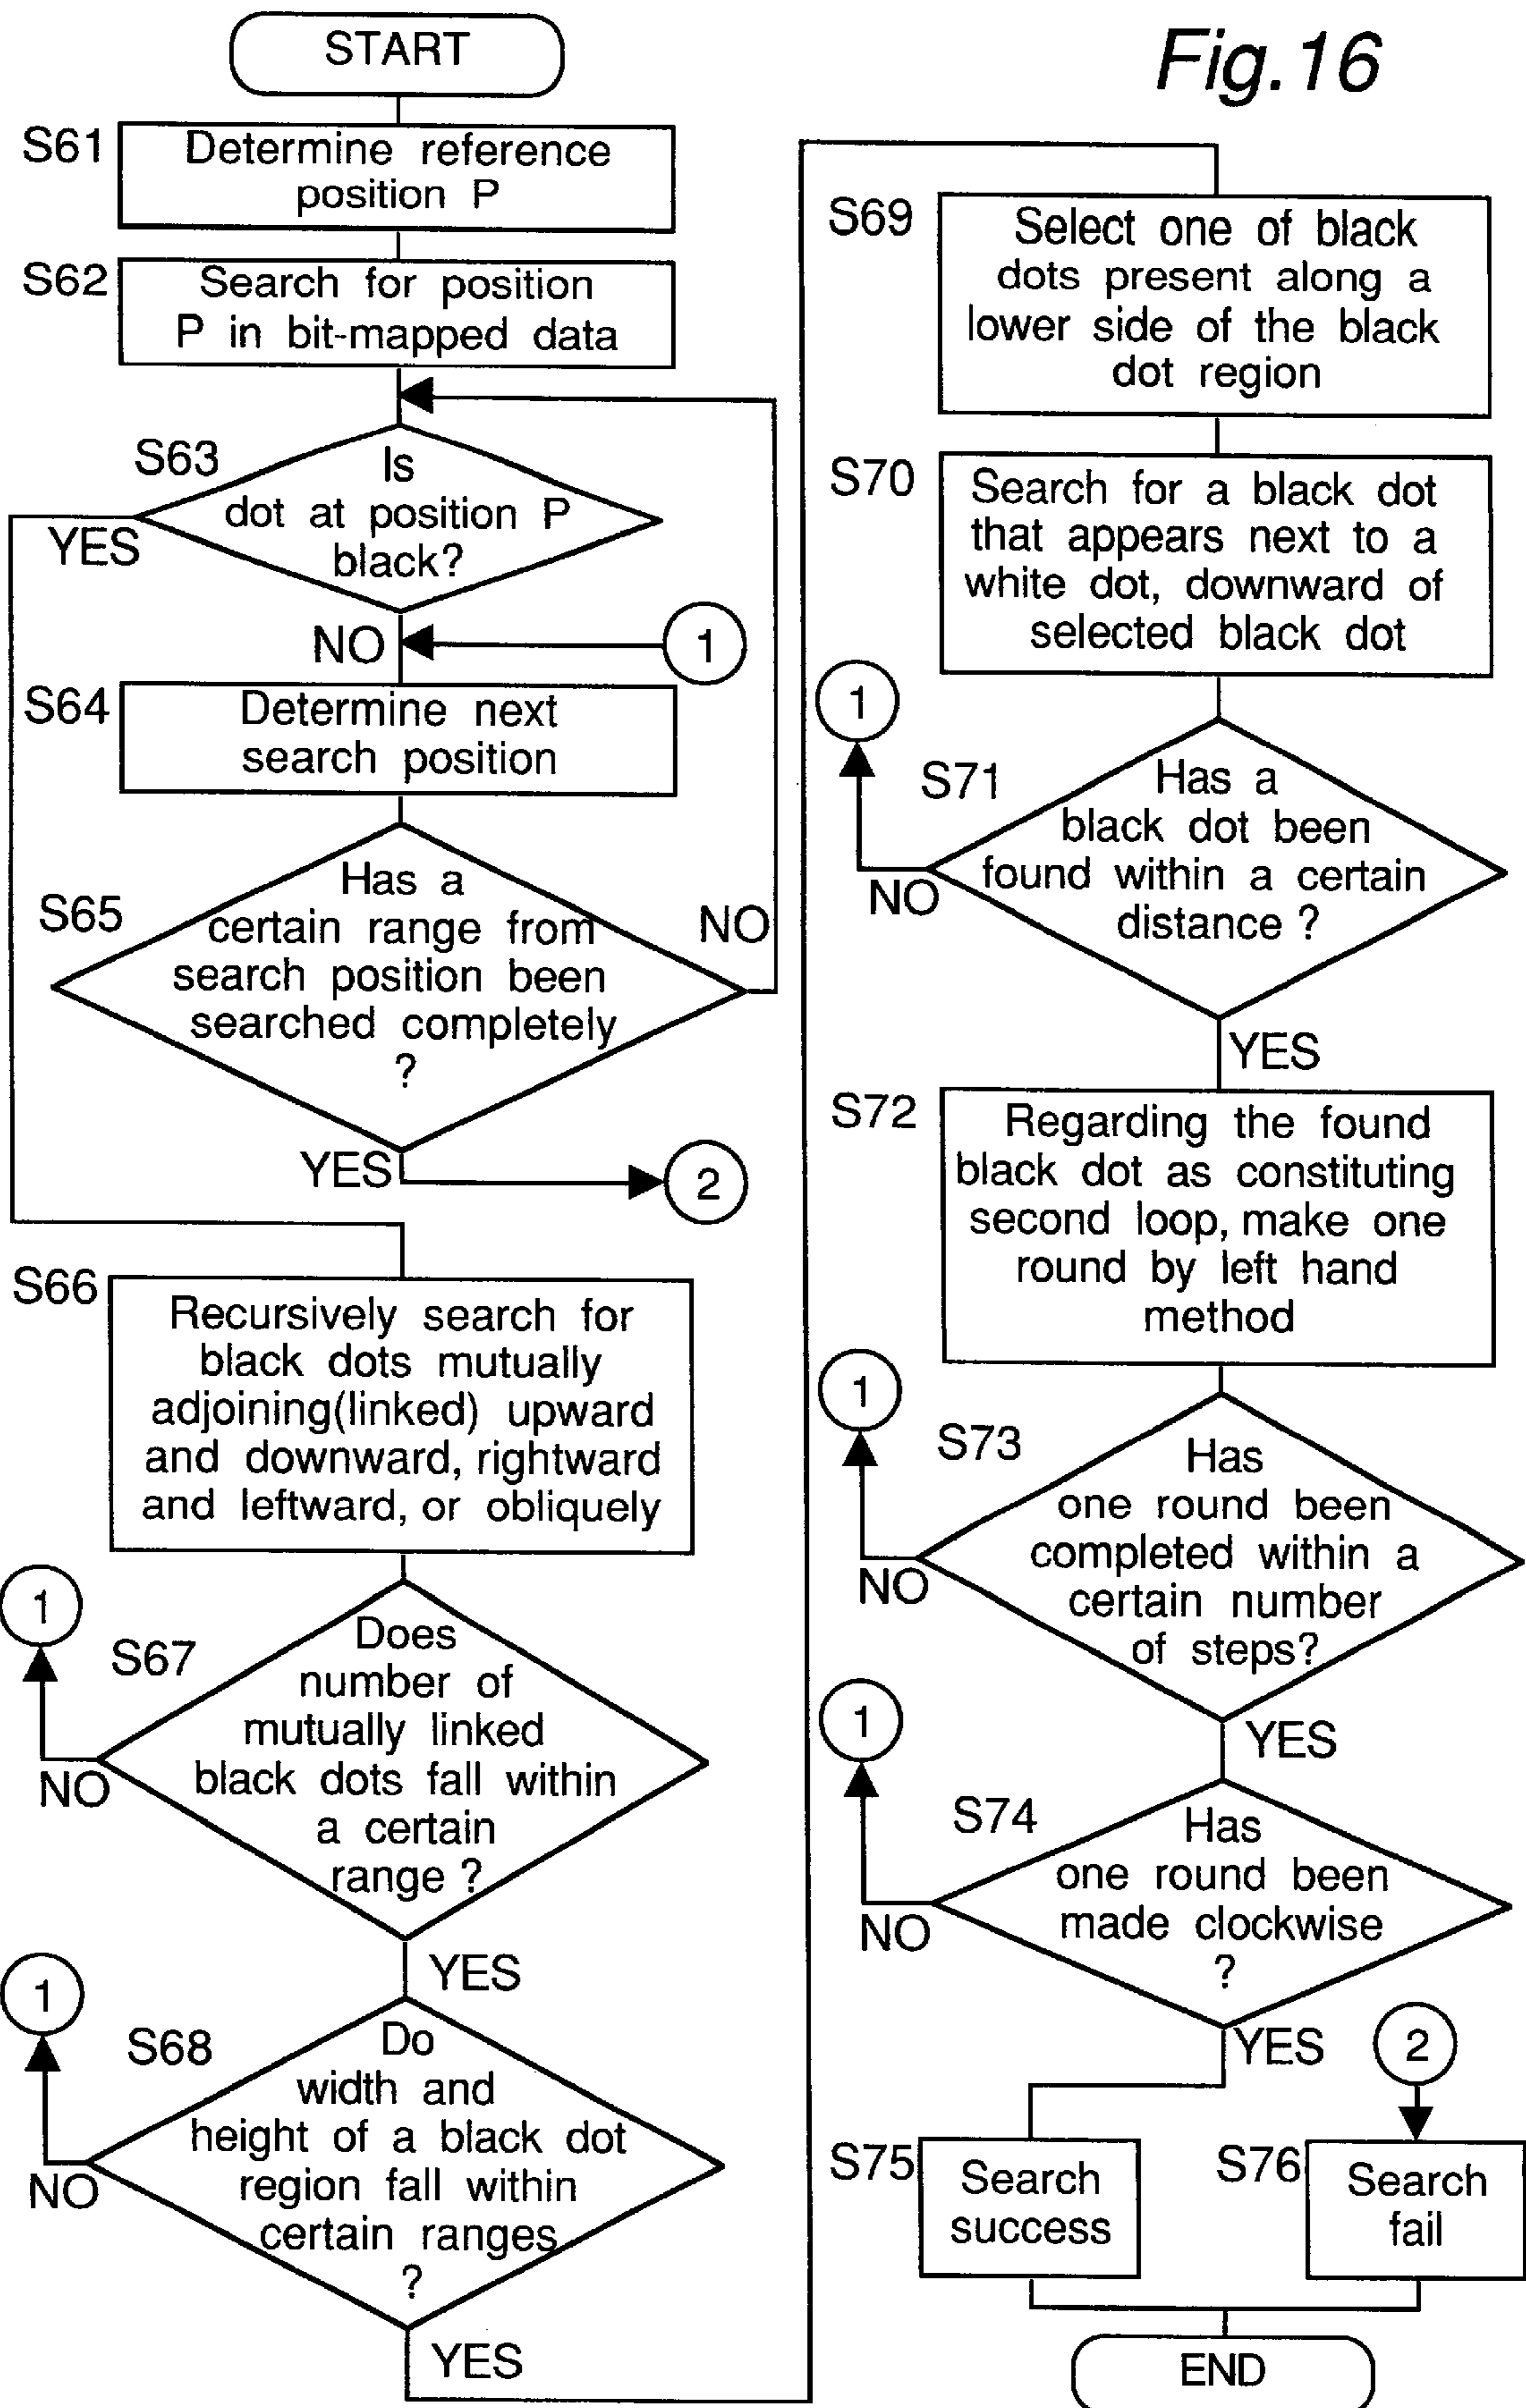 Fig.16
START
S61
Determine reference
position P
S62
Search for position
P in bit-mapped data
S63
Is
dot at position P
black?
YES
NO
1
S64
Determine next
search position
S65
Has a
certain range from
search position been
searched completely
?
NO
YES
2
S66
Recursively search for
black dots mutually
adjoining(linked) upward
and downward, rightward
and leftward, or obliquely
1
S67
Does
number of
mutually linked
black dots fall within
a certain
range ?
NO
YES
1
S68
Do
width and
height of a black dot
region fall within
certain ranges
?
NO
YES
S69
Select one of black
dots present along a
lower side of the black
dot region
S70
Search for a black dot
that appears next to a
white dot, downward of
selected black dot
1
S71
Has a
black dot been
found within a certain
distance ?
NO
YES
S72
Regarding the found
black dot as constituting
second loop, make one
round by left hand
method
1
S73
Has
one round been
completed within a
certain number
of steps?
NO
YES
1
S74
Has
one round been
made clockwise
?
NO
YES
2
S75
Search
success
S76
Search
fail
END